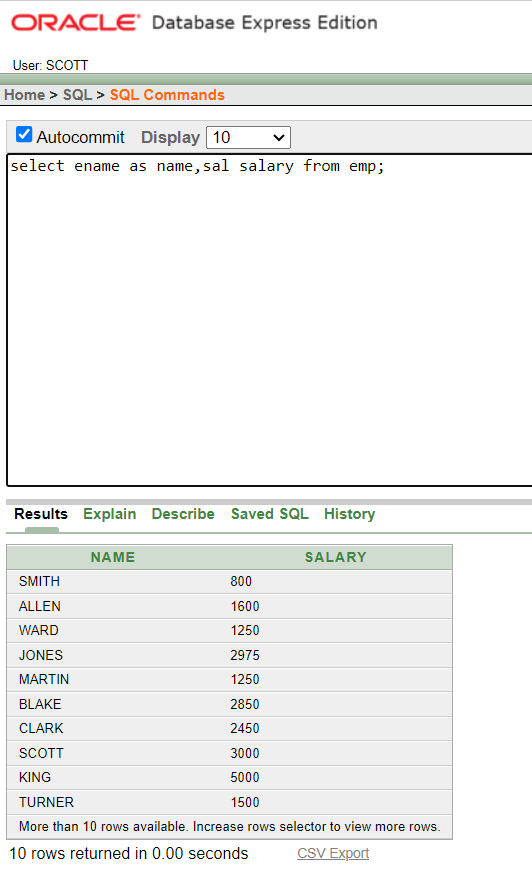 ORACLE® Database Express Edition
User: SCOTT
Home > SQL > SQL Commands
Autocommit Display 10
select ename as name,sal salary from emp;
Results Explain Describe Saved SQL History
NAME SALARY
SMITH 800
ALLEN 1600
WARD 1250
JONES 2975
MARTIN 1250
BLAKE 2850
CLARK 2450
SCOTT 3000
KING 5000
TURNER 1500
More than 10 rows available. Increase rows selector to view more rows.
10 rows returned in 0.00 seconds CSV Export